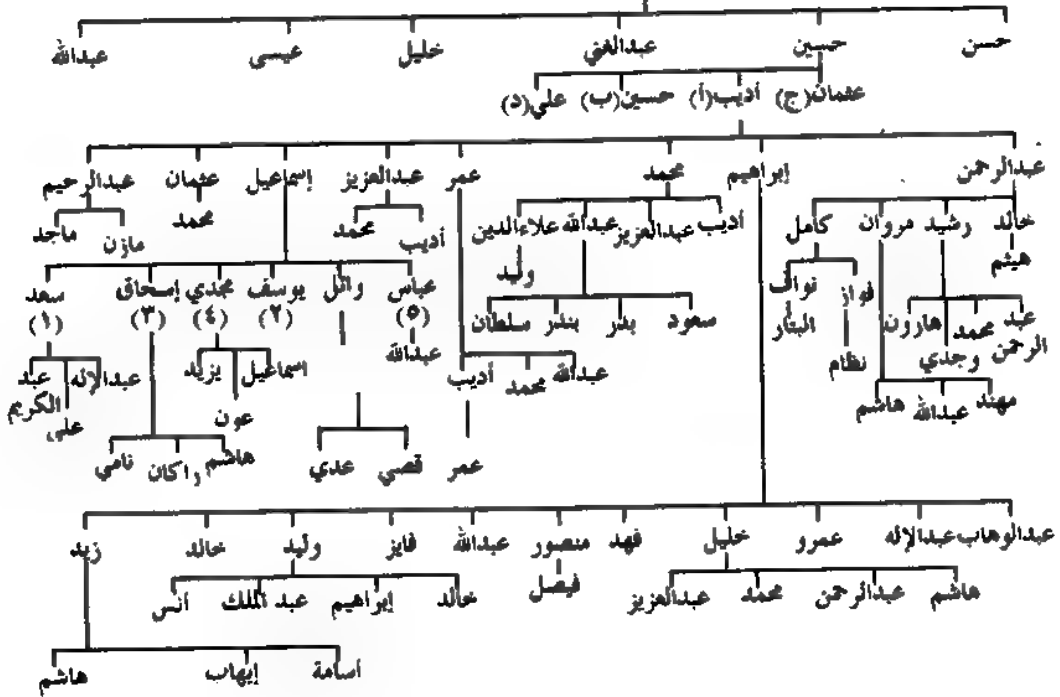 حسن حسين عبدالغني خليل عيسى عبدالله
عثمان (ج) أديب (أ) حسين (ب) علي (د)
عبدالرحمن إبراهيم محمد عمر عبدالعزيز إسماعيل عثمان عبدالرحيم
خالد رشيد مروان كامل أديب عبدالعزيز عبدالله علاءالدين أديب محمد محمد مازن ماجد
هيثم فواز نواف وليد
عباس وائل يوسف مجدي إسحاق سعد
(٥) (٢) (٤) (٣) (١)
عبد الرحمن محمد وجدي هارون نظام البتار سعود بدر بندر سلطان عبدالله
مهند عبدالله هاشم عبدالله محمد أديب اسماعيل عون يزيد عبدالإله علي عبد الكريم
عمر قصي عدي هاشم راكان نامي
عبدالوهاب عبدالإله عمرو خليل فهد منصور عبدالله فايز وليد خالد زيد
هاشم عبدالرحمن محمد عبدالعزيز فيصل خالد إبراهيم عبد الملك أنس
أسامة إيهاب هاشم